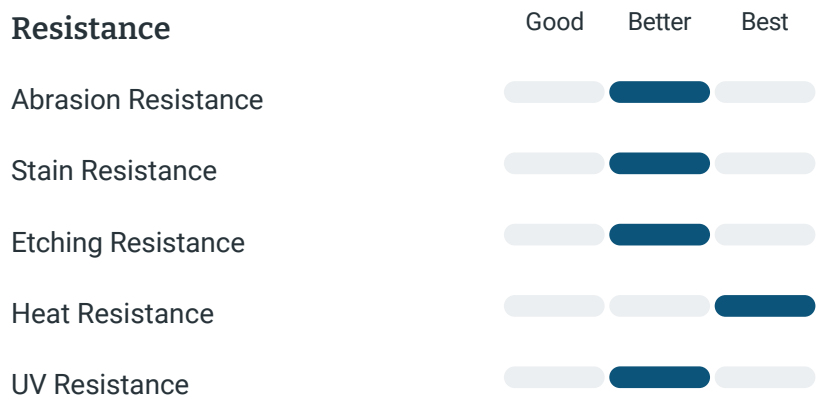 Resistance Good Better Best
Abrasion Resistance
Stain Resistance
Etching Resistance
Heat Resistance
UV Resistance